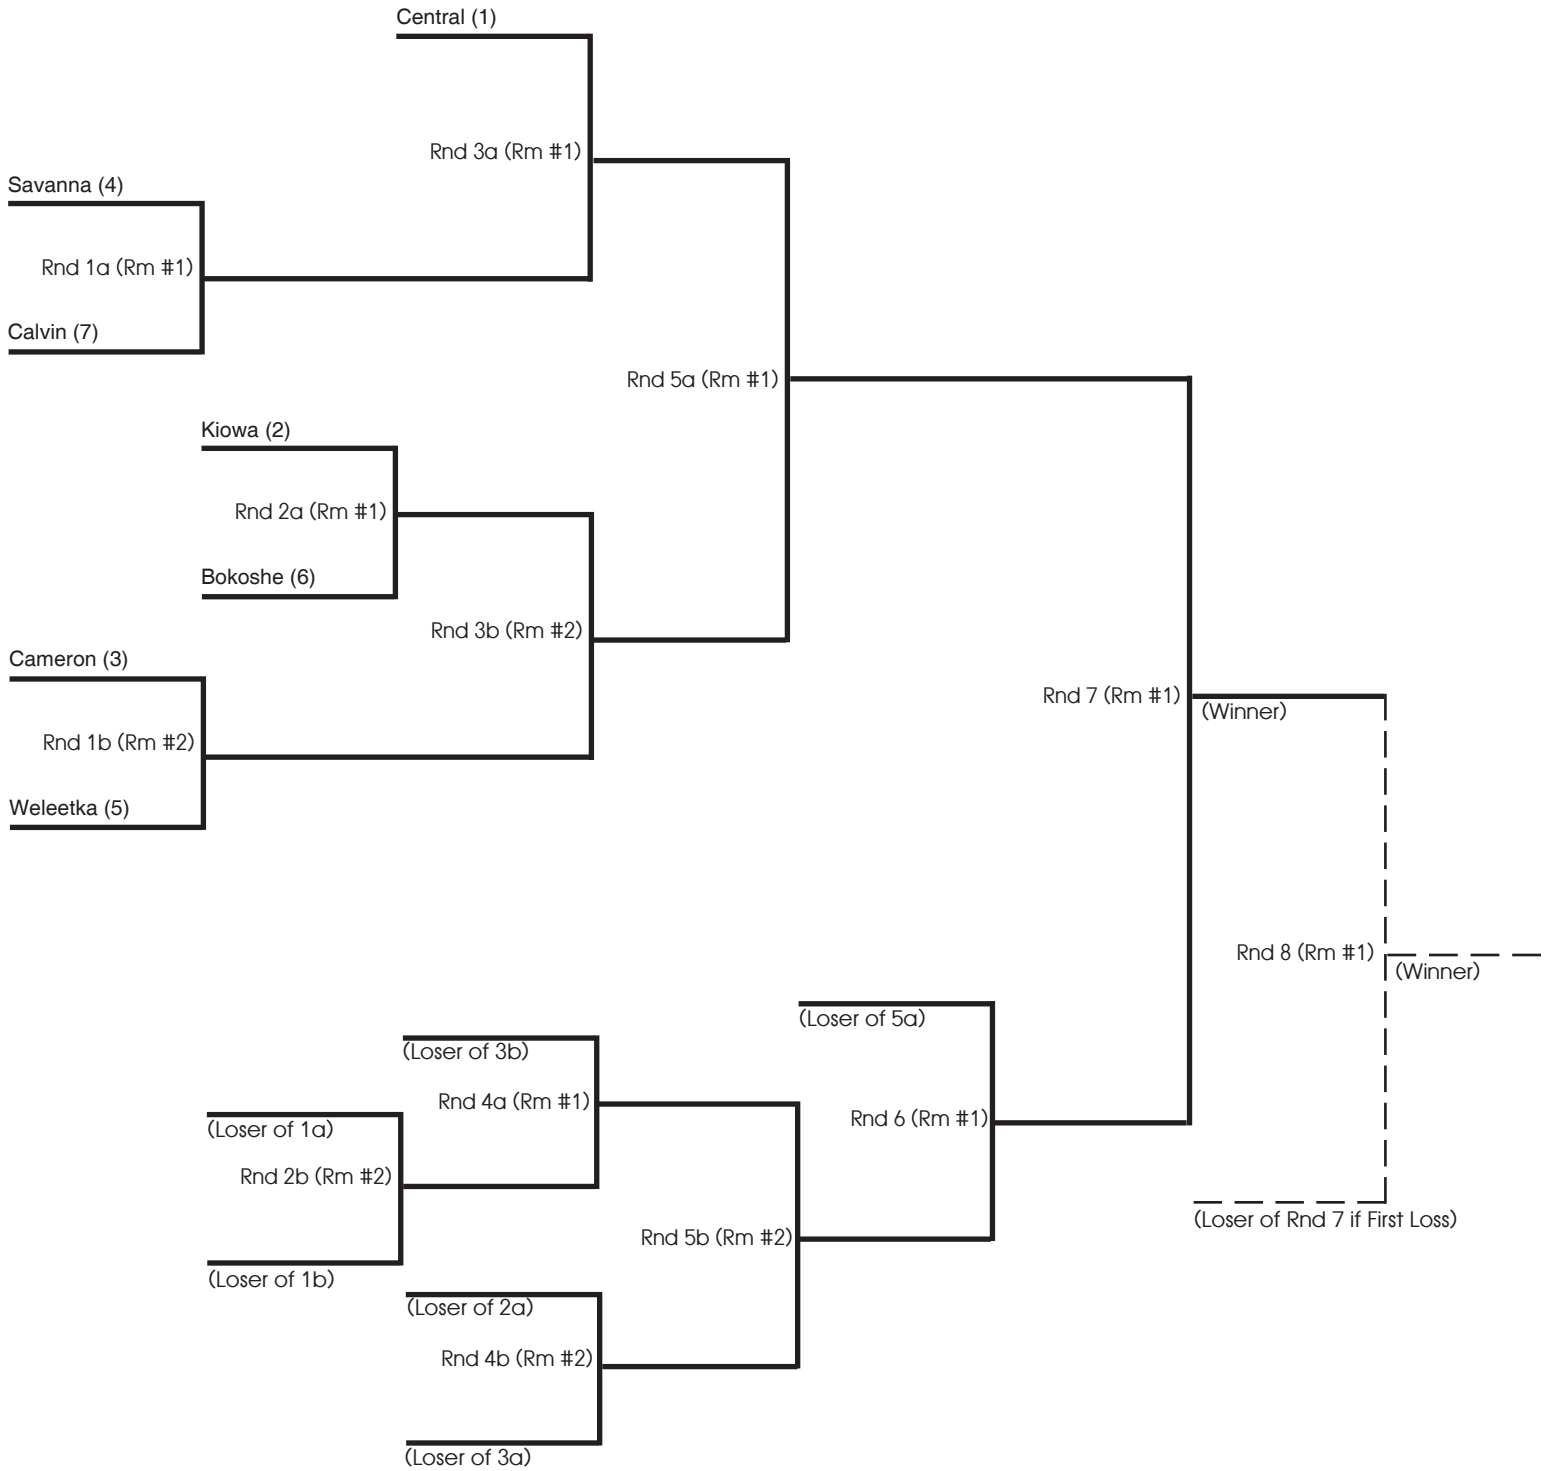 Central (1)
Rnd 3a (Rm #1)
Savanna (4)
Rnd 1a (Rm #1)
Calvin (7)
Rnd 5a (Rm #1)
Kiowa (2)
Rnd 2a (Rm #1)
Bokoshe (6)
Rnd 3b (Rm #2)
Cameron (3)
Rnd 1b (Rm #2)
Weleetka (5)
Rnd 7 (Rm #1)
(Winner)
Rnd 8 (Rm #1)
(Winner)
(Loser of 5a)
(Loser of 3b)
Rnd 4a (Rm #1)
Rnd 6 (Rm #1)
(Loser of 1a)
Rnd 2b (Rm #2)
(Loser of Rnd 7 if First Loss)
Rnd 5b (Rm #2)
(Loser of 1b)
(Loser of 2a)
Rnd 4b (Rm #2)
(Loser of 3a)